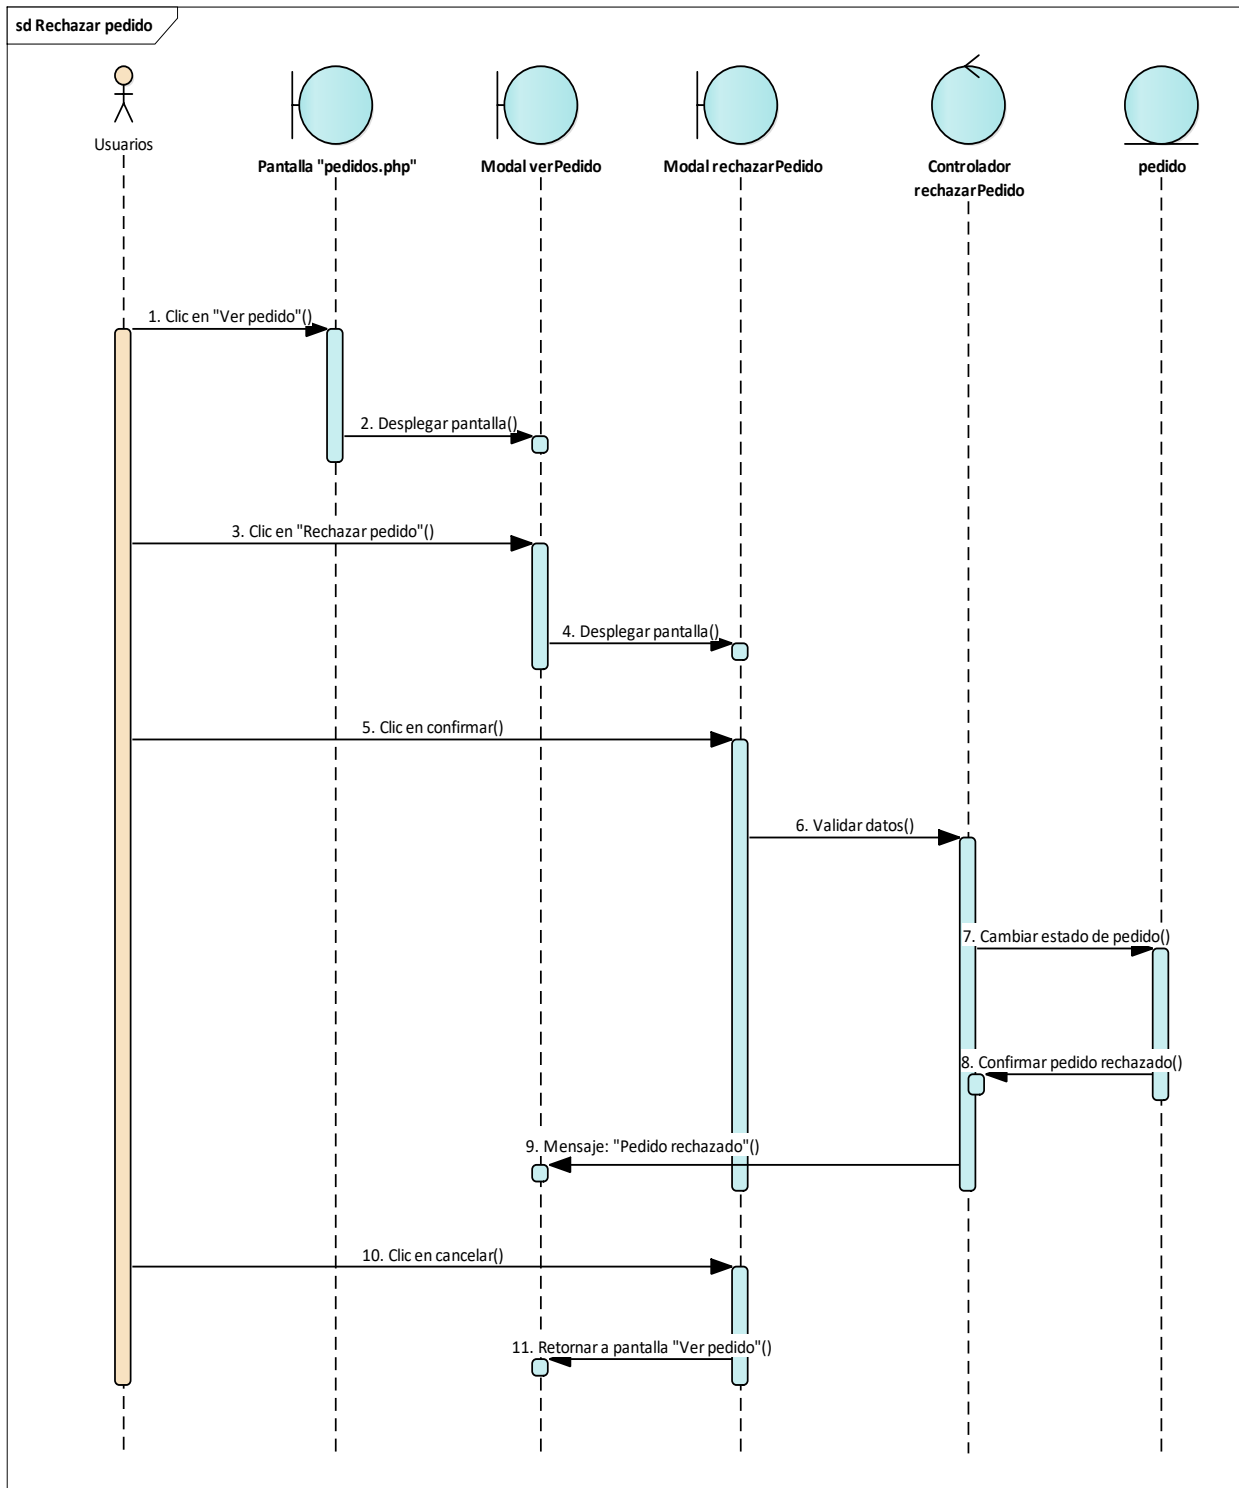 sd Rechazar pedido
Usuarios
Pantalla "pedidos.php"
Modal verPedido
Modal rechazarPedido
Controlador
rechazarPedido
pedido
1. Clic en "Ver pedido"()
2. Desplegar pantalla()
3. Clic en "Rechazar pedido"()
4. Desplegar pantalla()
5. Clic en confirmar()
6. Validar datos()
7. Cambiar estado de pedido()
8. Confirmar pedido rechazado()
9. Mensaje: "Pedido rechazado"()
10. Clic en cancelar()
11. Retornar a pantalla "Ver pedido"()